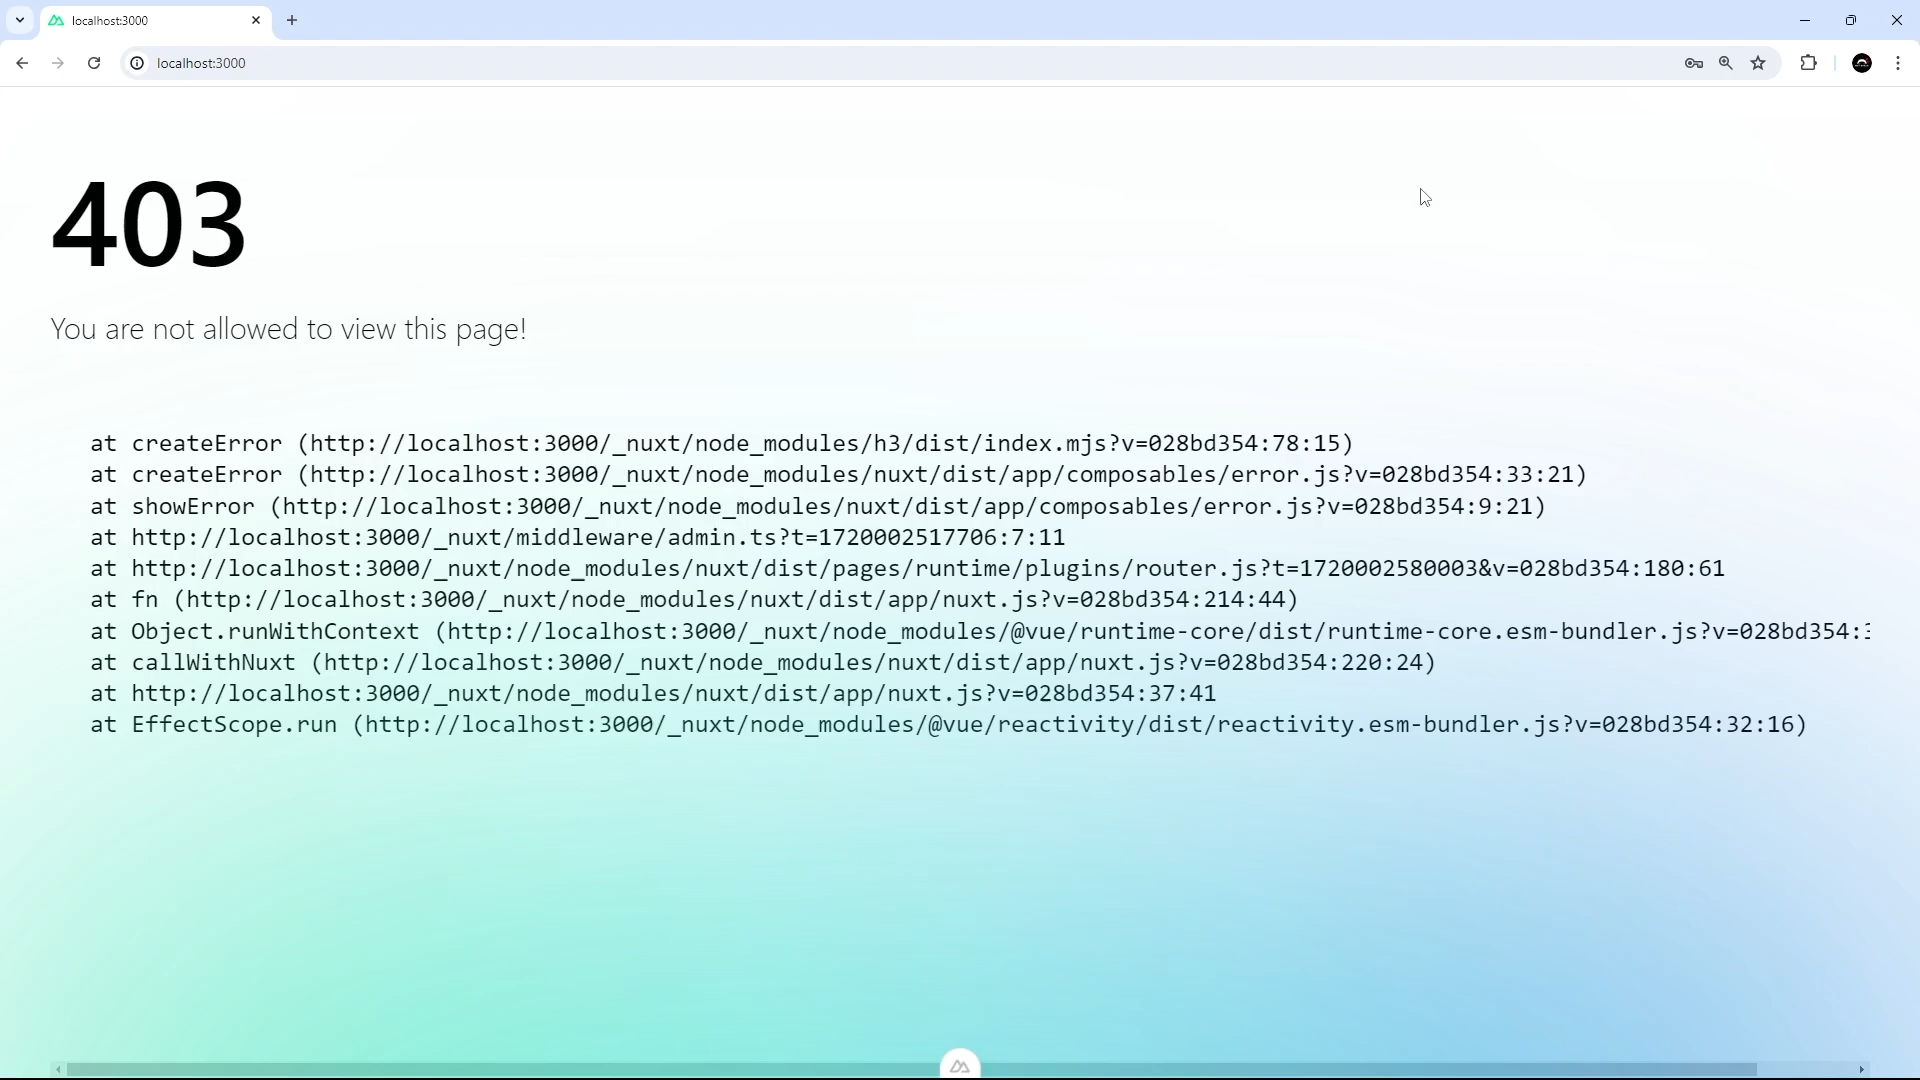 localhost:3000
localhost:3000
403
You are not allowed to view this page!
at createError (http://localhost:3000/_nuxt/node_modules/h3/dist/index.mjs?v=028bd354:78:15)
at createError (http://localhost:3000/_nuxt/node_modules/nuxt/dist/app/composables/error.js?v=028bd354:33:21)
at showError (http://localhost:3000/_nuxt/node_modules/nuxt/dist/app/composables/error.js?v=028bd354:9:21)
at http://localhost:3000/_nuxt/middleware/admin.ts?t=1720002517706:7:11
at http://localhost:3000/_nuxt/node_modules/nuxt/dist/pages/runtime/plugins/router.js?t=1720002580003&v=028bd354:180:61
at fn (http://localhost:3000/_nuxt/node_modules/nuxt/dist/app/nuxt.js?v=028bd354:214:44)
at Object.runWithContext (http://localhost:3000/_nuxt/node_modules/@vue/runtime-core/dist/runtime-core.esm-bundler.js?v=028bd354:3
at callWithNuxt (http://localhost:3000/_nuxt/node_modules/nuxt/dist/app/nuxt.js?v=028bd354:220:24)
at http://localhost:3000/_nuxt/node_modules/nuxt/dist/app/nuxt.js?v=028bd354:37:41
at EffectScope.run (http://localhost:3000/_nuxt/node_modules/@vue/reactivity/dist/reactivity.esm-bundler.js?v=028bd354:32:16)